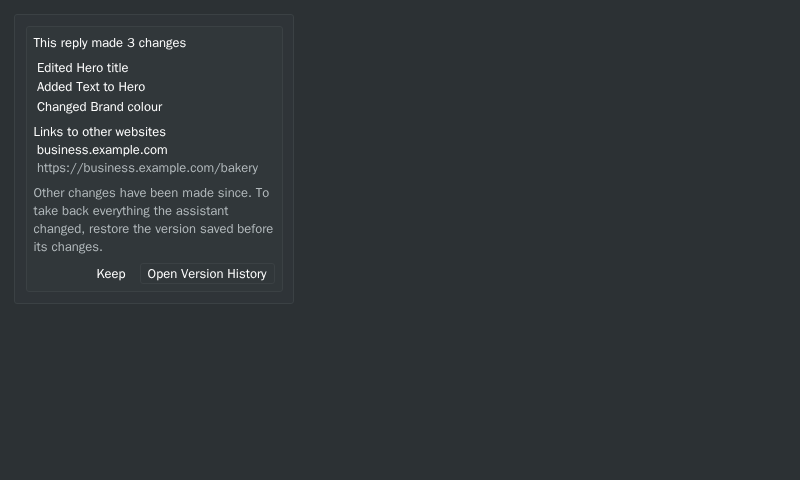 This reply made 3 changes
Edited Hero title
Added Text to Hero
Changed Brand colour
Links to other websites
business.example.com
https://business.example.com/bakery
Other changes have been made since. To
take back everything the assistant
changed, restore the version saved before
its changes.
Keep
Open Version History